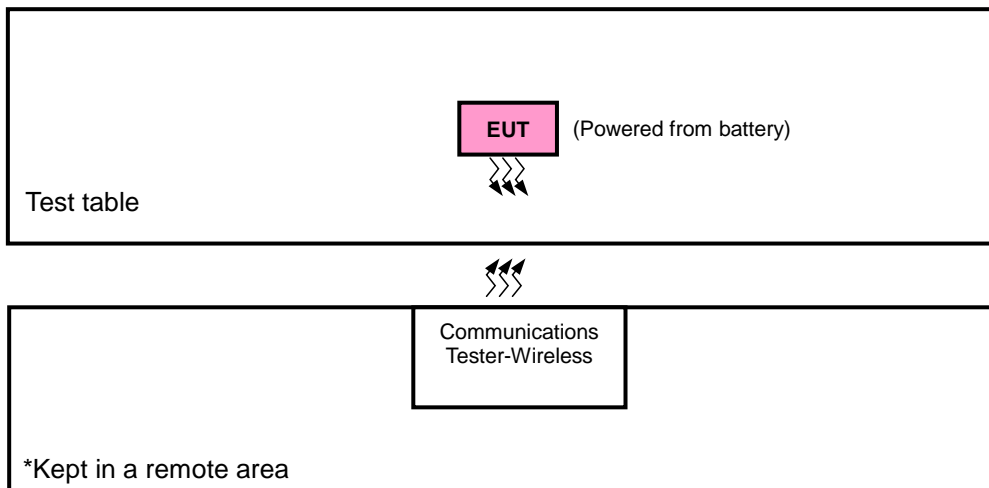 EUT (Powered from battery)
Test table
Communications
Tester-Wireless
*Kept in a remote area